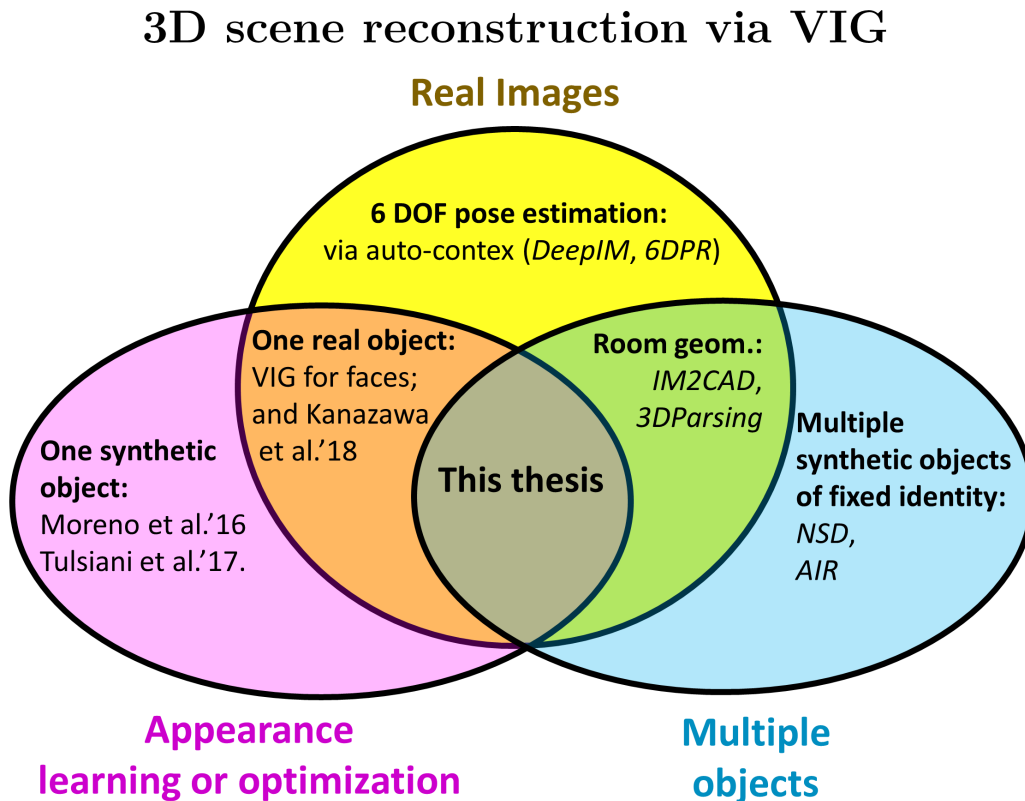 3D scene reconstruction via VIG
Real Images
6 DOF pose estimation:
via auto-contex (DeepIM, 6DPR)
One real object:
VIG for faces;
and Kanazawa
et al.'18
Room geom.:
IM2CAD,
3DParsing
One synthetic
object:
Moreno et al.'16
Tulsiani et al.'17.
This thesis
Multiple
synthetic objects
of fixed identity:
NSD,
AIR
Appearance
learning or optimization
Multiple
objects